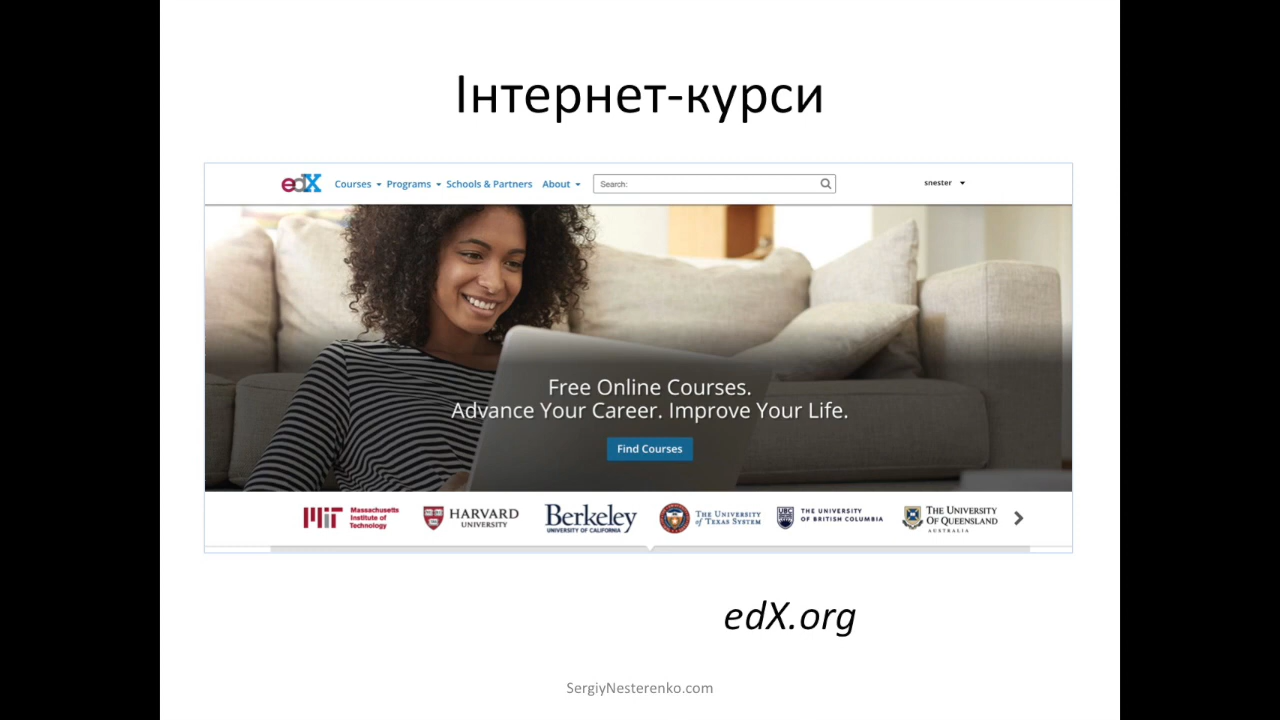 Інтернет-курси
edX Courses Programs Schools & Partners About Search: snester
Free Online Courses.
Advance Your Career. Improve Your Life.
Find Courses
MIT Massachusetts Institute of Technology
HARVARD UNIVERSITY
Berkeley UNIVERSITY OF CALIFORNIA
THE UNIVERSITY OF TEXAS SYSTEM
UBC THE UNIVERSITY OF BRITISH COLUMBIA
THE UNIVERSITY OF QUEENSLAND AUSTRALIA
edX.org
SergiyNesterenko.com